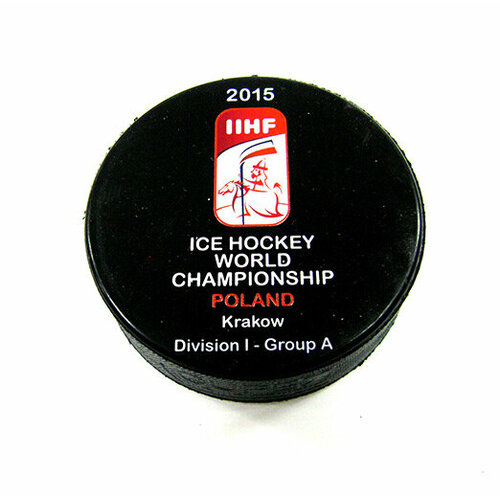 2015
IIHF
ICE HOCKEY
WORLD
CHAMPIONSHIP
POLAND
Krakow
Division I - Group A